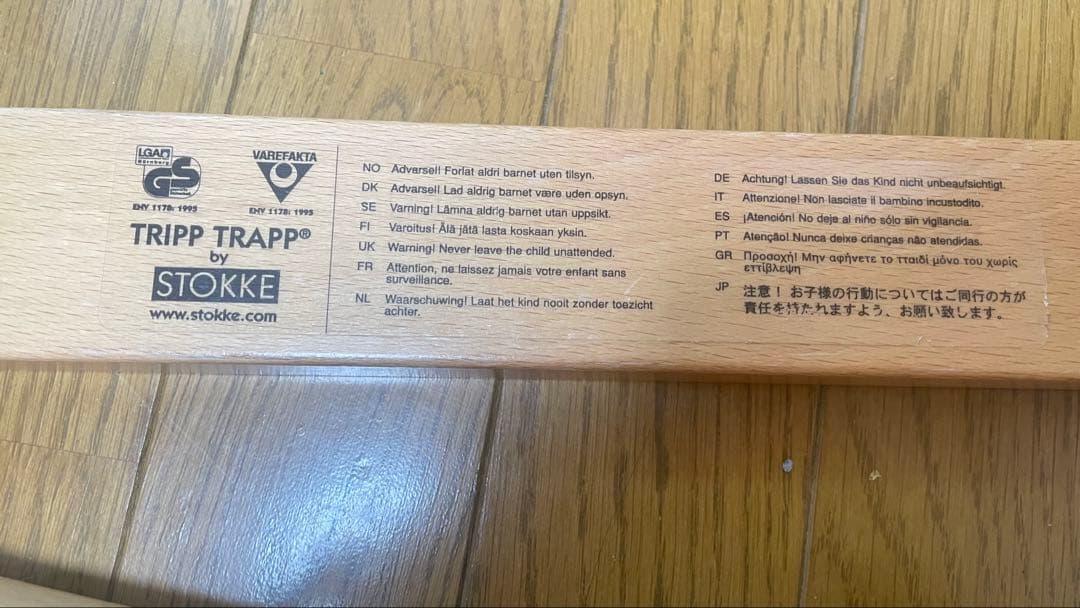 LGA
Nürnberg
GS
VAREFAKTA
ENV 1178: 1995
ENV 1178: 1995
TRIPP TRAPP®
by
STOKKE
www.stokke.com
NO Advarsel! Forlat aldri barnet uten tilsyn.
DK Advarsel! Lad aldrig barnet være uden opsyn.
SE Varning! Lämna aldrig barnet utan uppsikt.
FI Varoitus! Älä jätä lasta koskaan yksin.
UK Warning! Never leave the child unattended.
FR Attention, ne laissez jamais votre enfant sans
surveillance.
NL Waarschuwing! Laat het kind nooit zonder toezicht
achter.
DE Achtung! Lassen Sie das Kind nicht unbeaufsichtigt.
IT Attenzione! Non lasciate il bambino incustodito.
ES ¡Atención! No deje al niño sólo sin vigilancia.
PT Atenção! Nunca deixe crianças não atendidas.
GR Προσοχή! Μην αφήνετε το τταιδί μόνο του χωρίς
εττίβλεψη
JP 注意！ お子様の行動についてはご同行の方が
責任を持たれますよう、お願い致します。